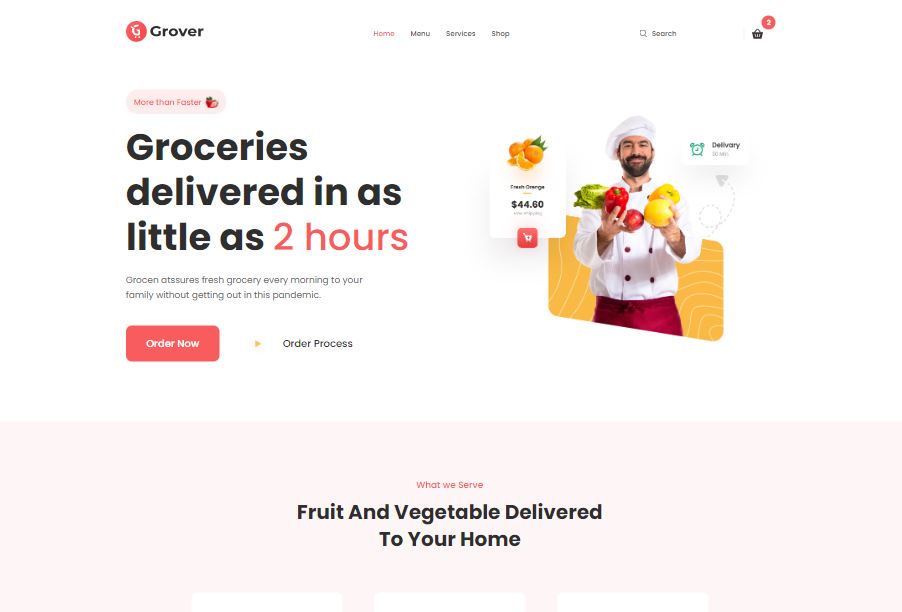 Grover
Home Menu Services Shop
Search
2
More than Faster
Groceries
delivered in as
little as 2 hours
Grocen atssures fresh grocery every morning to your
family without getting out in this pandemic.
Order Now
Order Process
Fresh Orange
$44.60
Delivary
30 Min
What we Serve
Fruit And Vegetable Delivered
To Your Home